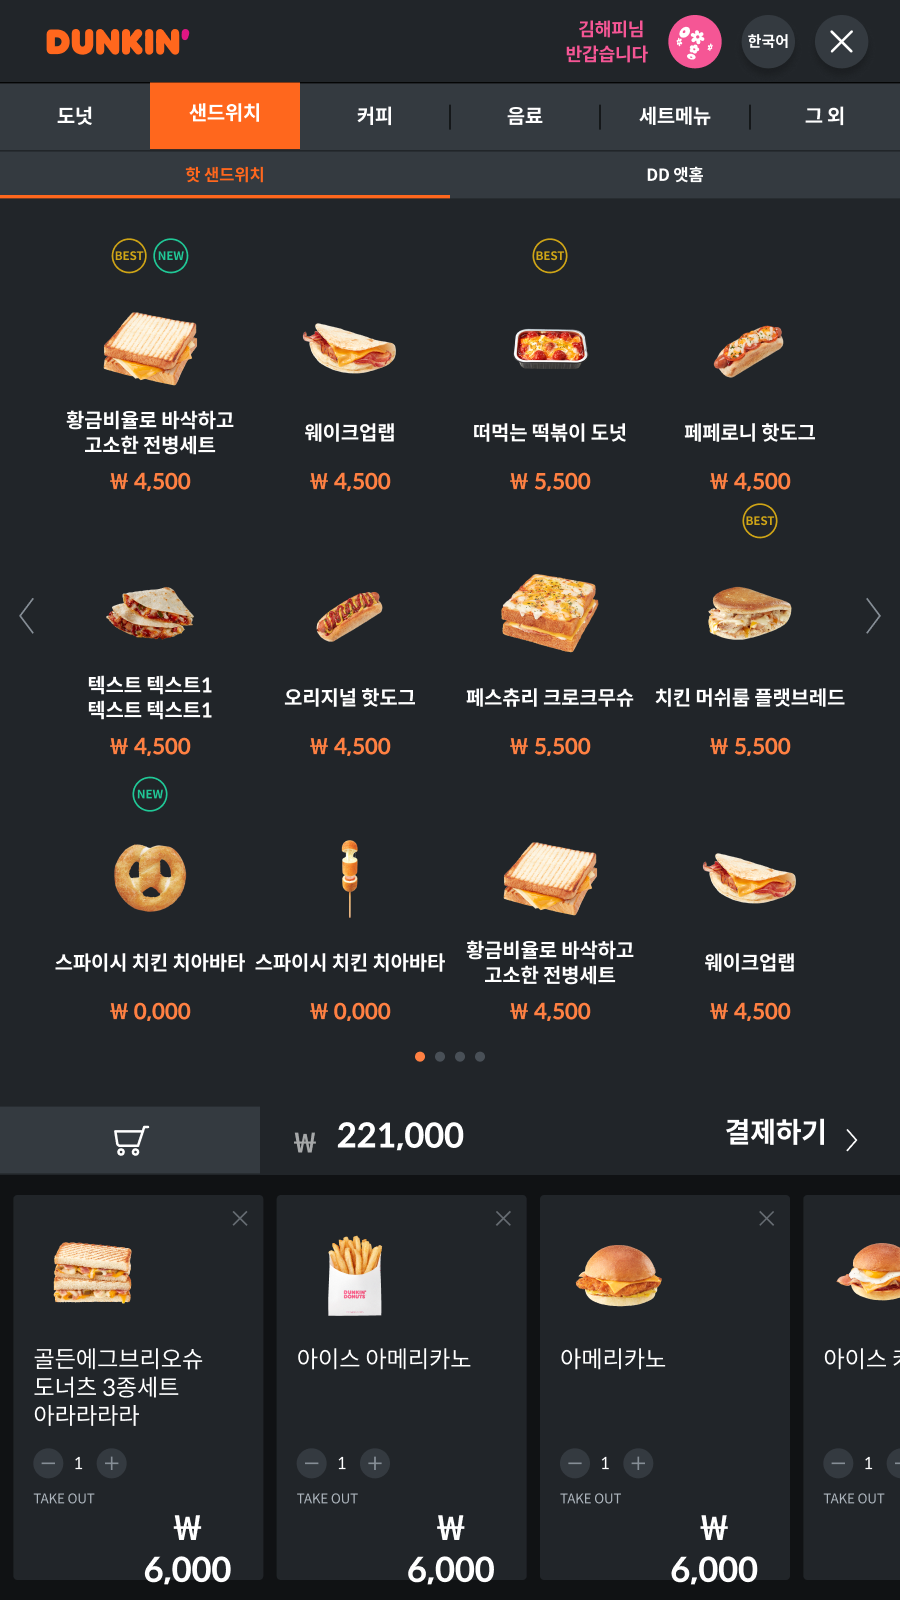 DUNKIN'
김해피님
반갑습니다
한국어
도넛
샌드위치
커피
음료
세트메뉴
그 외
핫 샌드위치
DD 앳홈
BEST
NEW
BEST
황금비율로 바삭하고
고소한 전병세트
₩ 4,500
웨이크업랩
₩ 4,500
떠먹는 떡볶이 도넛
₩ 5,500
페페로니 핫도그
₩ 4,500
BEST
텍스트 텍스트1
텍스트 텍스트1
₩ 4,500
오리지널 핫도그
₩ 4,500
페스츄리 크로크무슈
₩ 5,500
치킨 머쉬룸 플랫브레드
₩ 5,500
NEW
스파이시 치킨 치아바타
₩ 0,000
스파이시 치킨 치아바타
₩ 0,000
황금비율로 바삭하고
고소한 전병세트
₩ 4,500
웨이크업랩
₩ 4,500
₩ 221,000
결제하기
골든에그브리오슈
도너츠 3종세트
아라라라라
1
TAKE OUT
₩
6,000
DUNKIN'
DONUTS
아이스 아메리카노
1
TAKE OUT
₩
6,000
아메리카노
1
TAKE OUT
₩
6,000
아이스
1
TAKE OUT